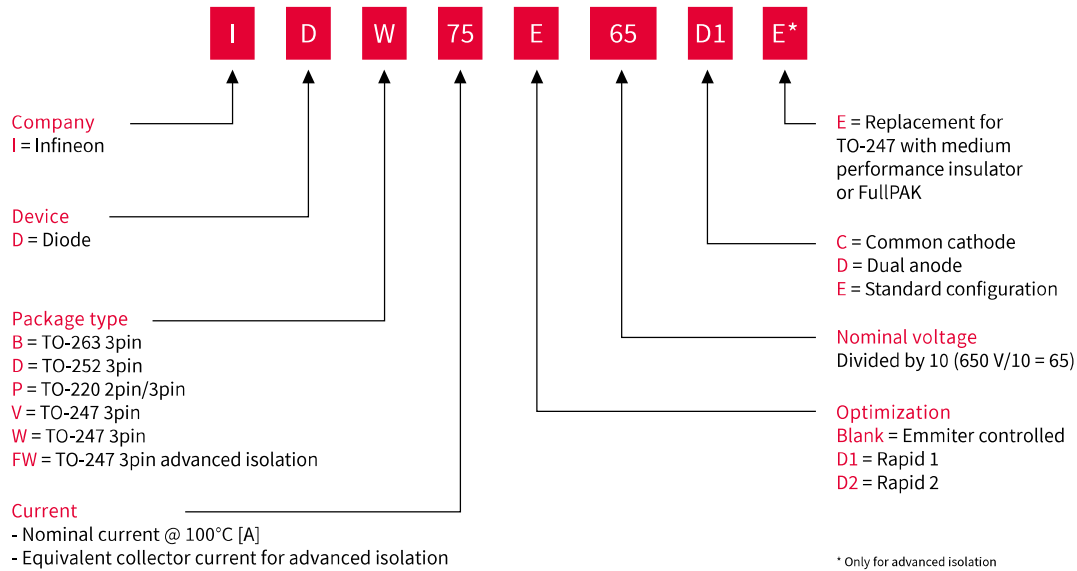 I D W 75 E 65 D1 E*
Company
I = Infineon
Device
D = Diode
Package type
B = TO-263 3pin
D = TO-252 3pin
P = TO-220 2pin/3pin
V = TO-247 3pin
W = TO-247 3pin
FW = TO-247 3pin advanced isolation
Current
- Nominal current @ 100°C [A]
- Equivalent collector current for advanced isolation
E = Replacement for
TO-247 with medium
performance insulator
or FullPAK
C = Common cathode
D = Dual anode
E = Standard configuration
Nominal voltage
Divided by 10 (650 V/10 = 65)
Optimization
Blank = Emmiter controlled
D1 = Rapid 1
D2 = Rapid 2
* Only for advanced isolation